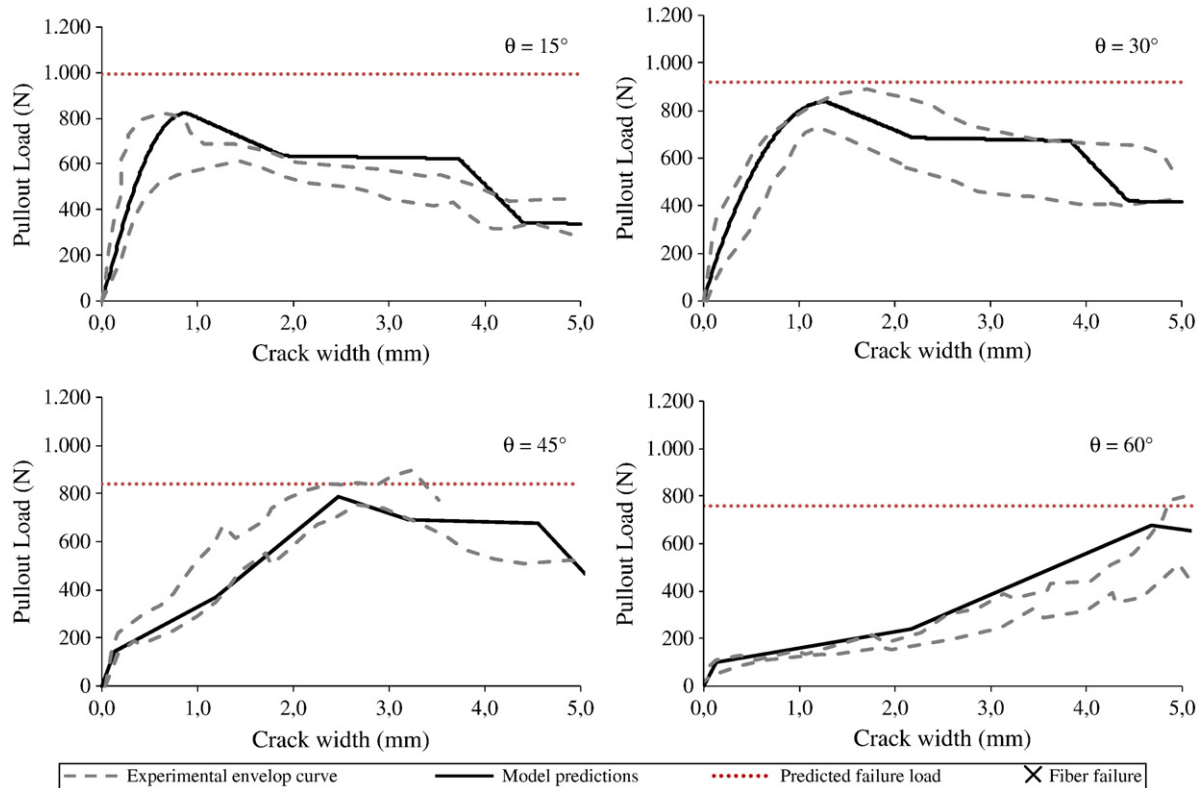 1.200
1.000
800
600
400
200
0
Pullout Load (N)
θ = 15°
0,0 1,0 2,0 3,0 4,0 5,0
Crack width (mm)
1.200
1.000
800
600
400
200
0
Pullout Load (N)
θ = 30°
0,0 1,0 2,0 3,0 4,0 5,0
Crack width (mm)
1.200
1.000
800
600
400
200
0
Pullout Load (N)
θ = 45°
0,0 1,0 2,0 3,0 4,0 5,0
Crack width (mm)
1.200
1.000
800
600
400
200
0
Pullout Load (N)
θ = 60°
0,0 1,0 2,0 3,0 4,0 5,0
Crack width (mm)
Experimental envelop curve Model predictions Predicted failure load Fiber failure